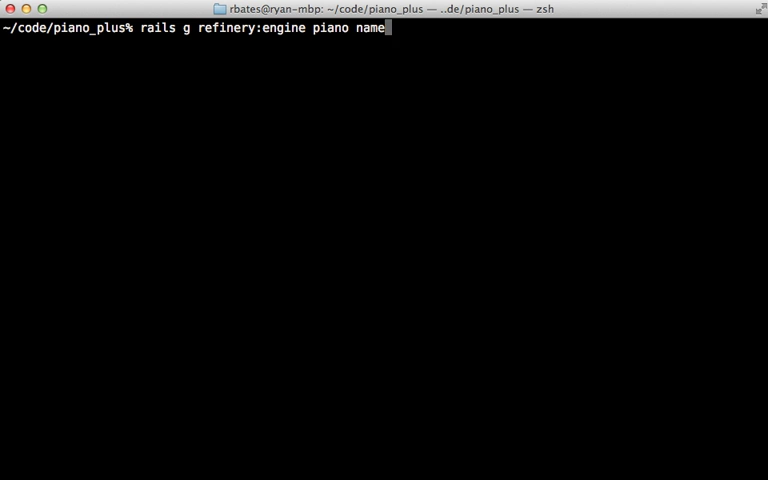 rbates@ryan-mbp: ~/code/piano_plus — ..de/piano_plus — zsh
~/code/piano_plus% rails g refinery:engine piano name